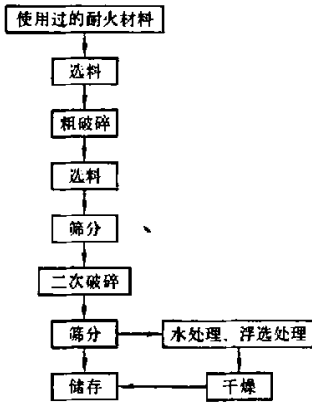 使用过的耐火材料
选料
粗破碎
选料
筛分
二次破碎
筛分
水处理、浮选处理
储存
干燥